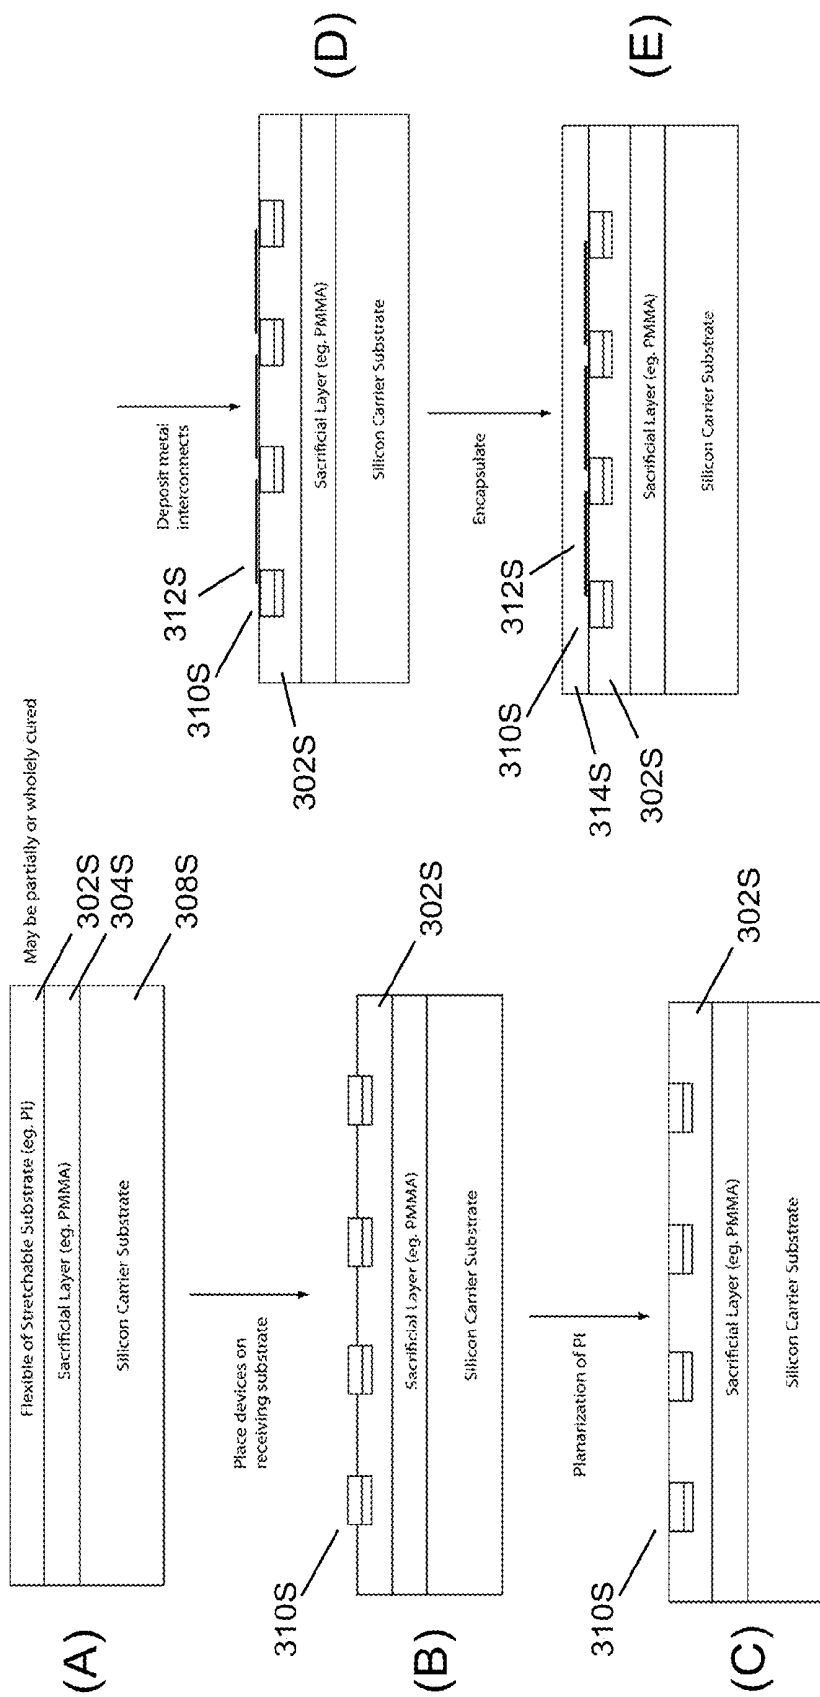 (A)
Flexible of Stretchable Substrate (eg. PI)
Sacrificial Layer (eg. PMMA)
Silicon Carrier Substrate
May be partially or wholely cured
302S
304S
308S
Place devices on
receiving substrate
(B)
310S
302S
Sacrificial Layer (eg. PMMA)
Silicon Carrier Substrate
Planarization of PI
(C)
310S
302S
Sacrificial Layer (eg. PMMA)
Silicon Carrier Substrate
Deposit metal
interconnects
(D)
312S
310S
302S
Sacrificial Layer (eg. PMMA)
Silicon Carrier Substrate
Encapsulate
(E)
312S
310S
314S
302S
Sacrificial Layer (eg. PMMA)
Silicon Carrier Substrate